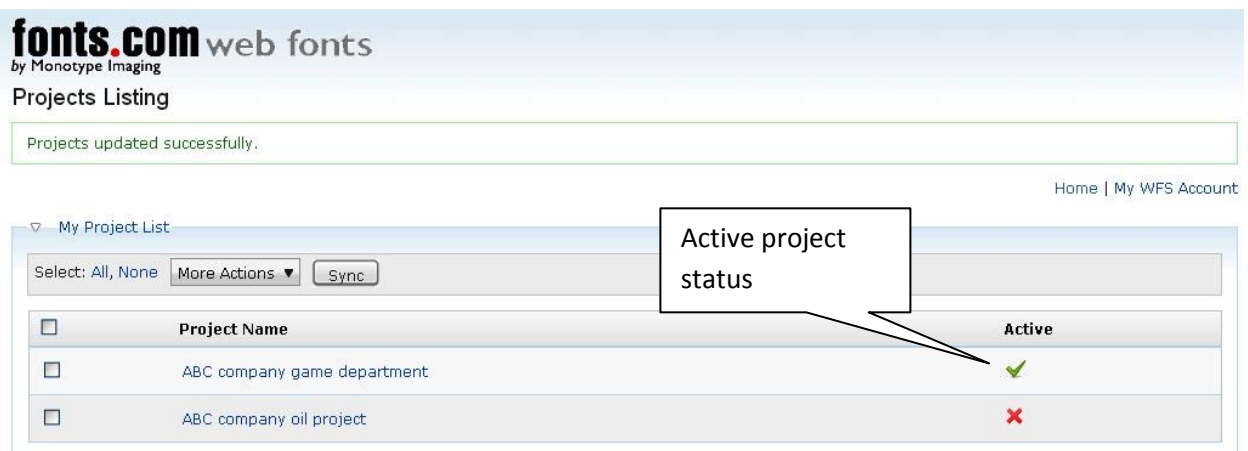 fonts.com web fonts
by Monotype Imaging
Projects Listing
Projects updated successfully.
Home | My WFS Account
My Project List
Active project
status
Select: All, None More Actions Sync
Project Name Active
ABC company game department
ABC company oil project